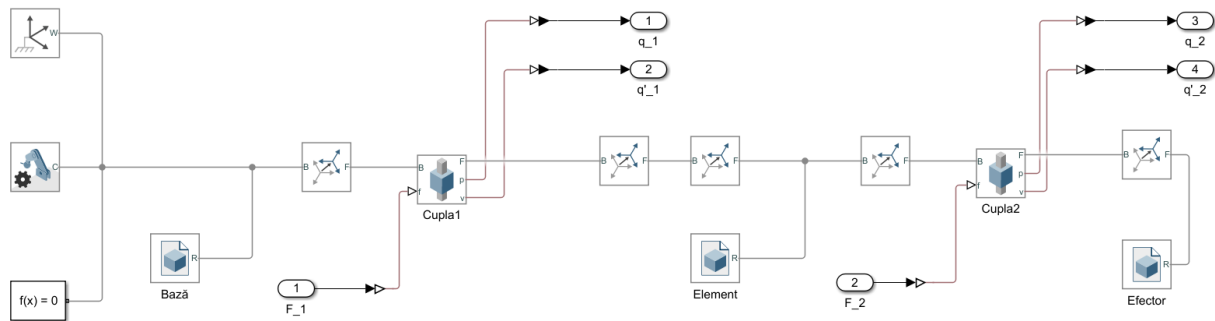 1
q_1
3
q_2
W
2
q'_1
4
q'_2
C
B F
B F
p
f v
Cupla1
B F
B F
B F
B F
p
f v
Cupla2
B F
R
Bază
R
Element
R
Efector
1
F_1
2
F_2
f(x) = 0